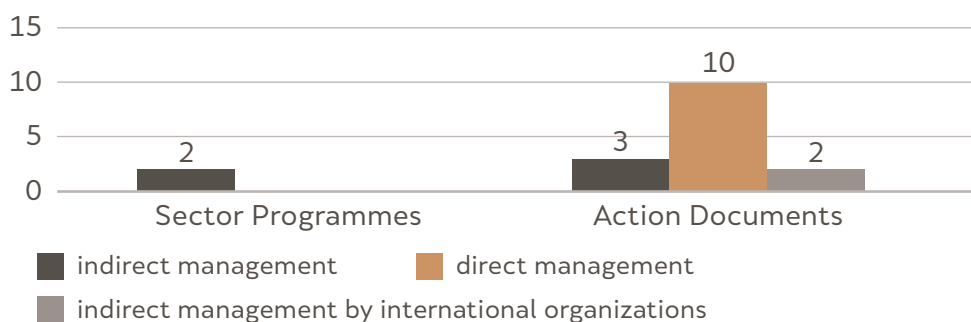 15
10
10
5
3
2
2
0
Sector Programmes
Action Documents
indirect management
direct management
indirect management by international organizations